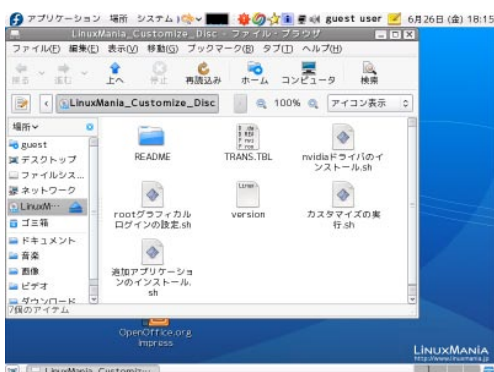 アプリケーション 場所 システム guest user 6月26日 (金) 18:15
LinuxMania_Customize_Disc - ファイル・ブラウザ
ファイル(F) 編集(E) 表示(V) 移動(G) ブックマーク(B) タブ(T) ヘルプ(H)
戻る 進む 上へ 停止 再読込み ホーム コンピュータ 検索
LinuxMania_Customize_Disc 100% アイコン表示
場所
guest
デスクトップ
ファイルシス...
ネットワーク
LinuxM...
ゴミ箱
ドキュメント
音楽
画像
ビデオ
ダウンロード
README
TRANS.TBL
nvidiaドライバのイ
ンストール.sh
rootグラフィカル
ログインの設定.sh
version
カスタマイズの実
行.sh
追加アプリケーショ
ンのインストール.
sh
7個のアイテム
OpenOffice.org
Impress
LINUXMANIA
http://www.linuxmania.jp
LinuxMania_Customiz...